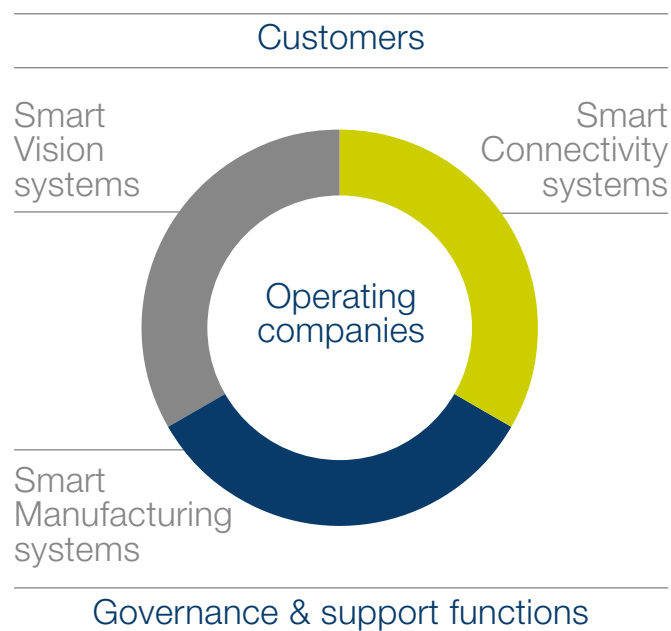 Customers
Smart
Vision
systems
Smart
Connectivity
systems
Operating
companies
Smart
Manufacturing
systems
Governance & support functions